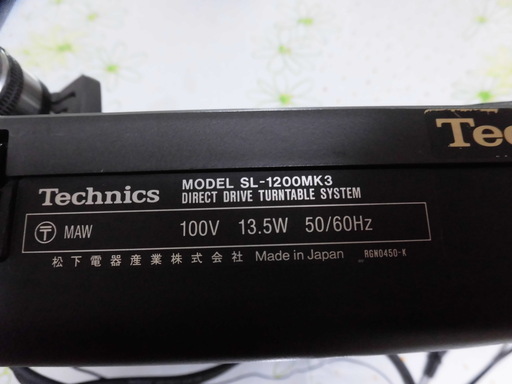 Tec
Technics MODEL SL-1200MK3
DIRECT DRIVE TURNTABLE SYSTEM
〒 MAW 100V 13.5W 50/60Hz
松下電器産業株式会社 Made in Japan RGN0450-K